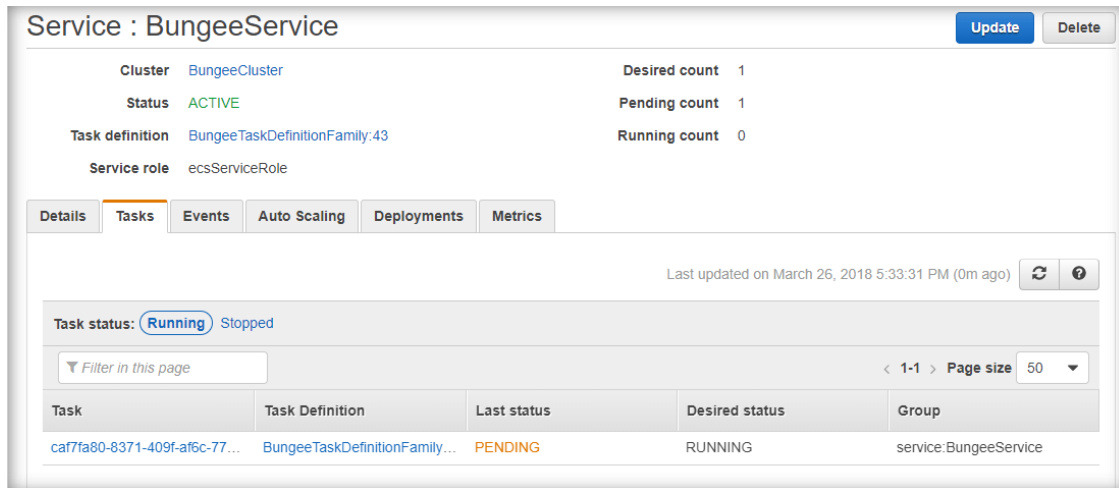 Service : BungeeService
Update
Delete
Cluster BungeeCluster
Desired count 1
Status ACTIVE
Pending count 1
Task definition BungeeTaskDefinitionFamily:43
Running count 0
Service role ecsServiceRole
Details Tasks Events Auto Scaling Deployments Metrics
Last updated on March 26, 2018 5:33:31 PM (0m ago)
Task status: Running Stopped
Filter in this page
< 1-1 > Page size 50
Task Task Definition Last status Desired status Group
caf7fa80-8371-409f-af6c-77... BungeeTaskDefinitionFamily... PENDING RUNNING service:BungeeService